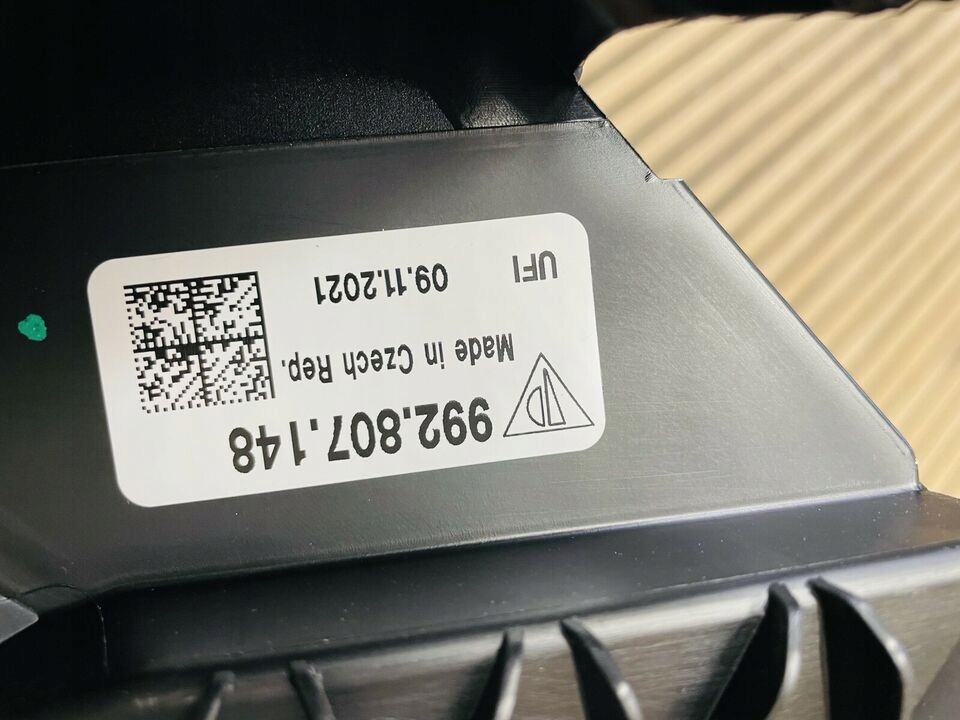 992.807.148
Made in Czech Rep.
09.11.2021 UFI